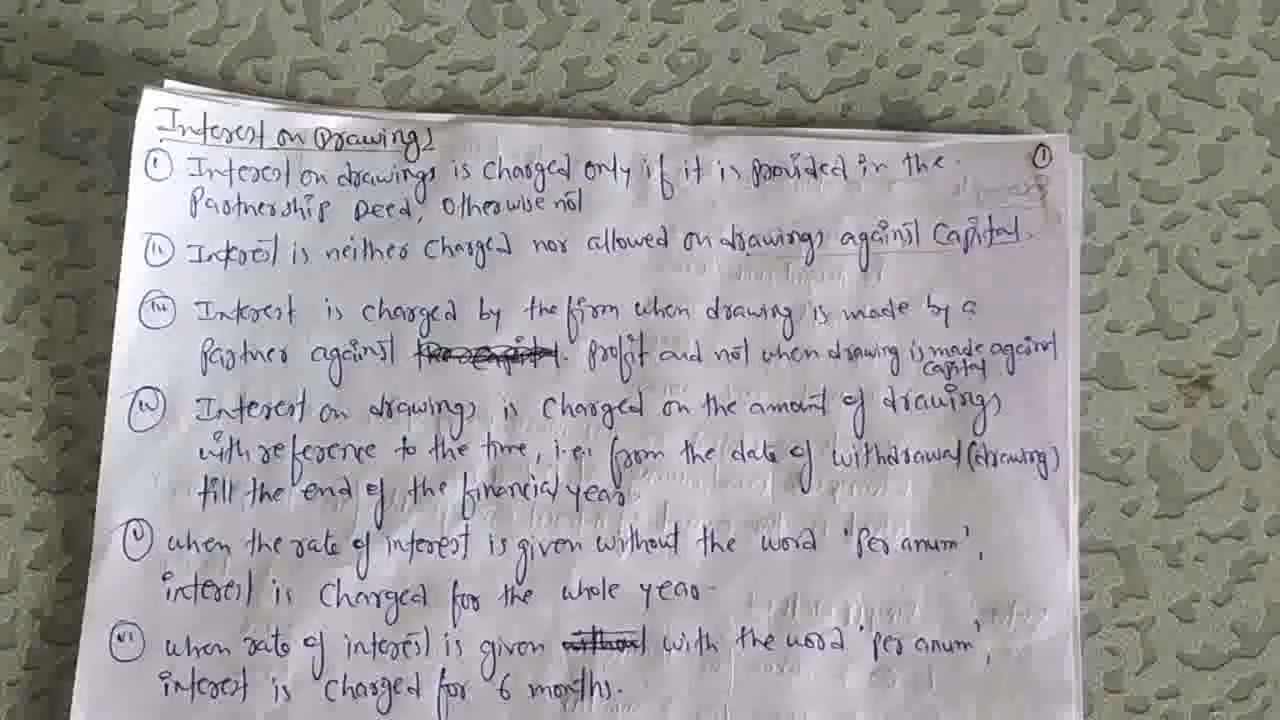 Interest on Drawings
① Interest on drawings is charged only if it is provided in the
Partnership Deed, otherwise not
(ii) Interest is neither charged nor allowed on drawings against Capital.
(iii) Interest is charged by the firm when drawing is made by a
Partner against profit and not when drawing is made against
capital
(iv) Interest on drawings is charged on the amount of drawings
with reference to the time, i.e. from the date of withdrawal (drawing)
till the end of the financial year
(v) when the rate of interest is given without the word 'Per anum',
interest is charged for the whole year.
(vi) when rate of interest is given with the word 'per anum',
interest is charged for 6 months.